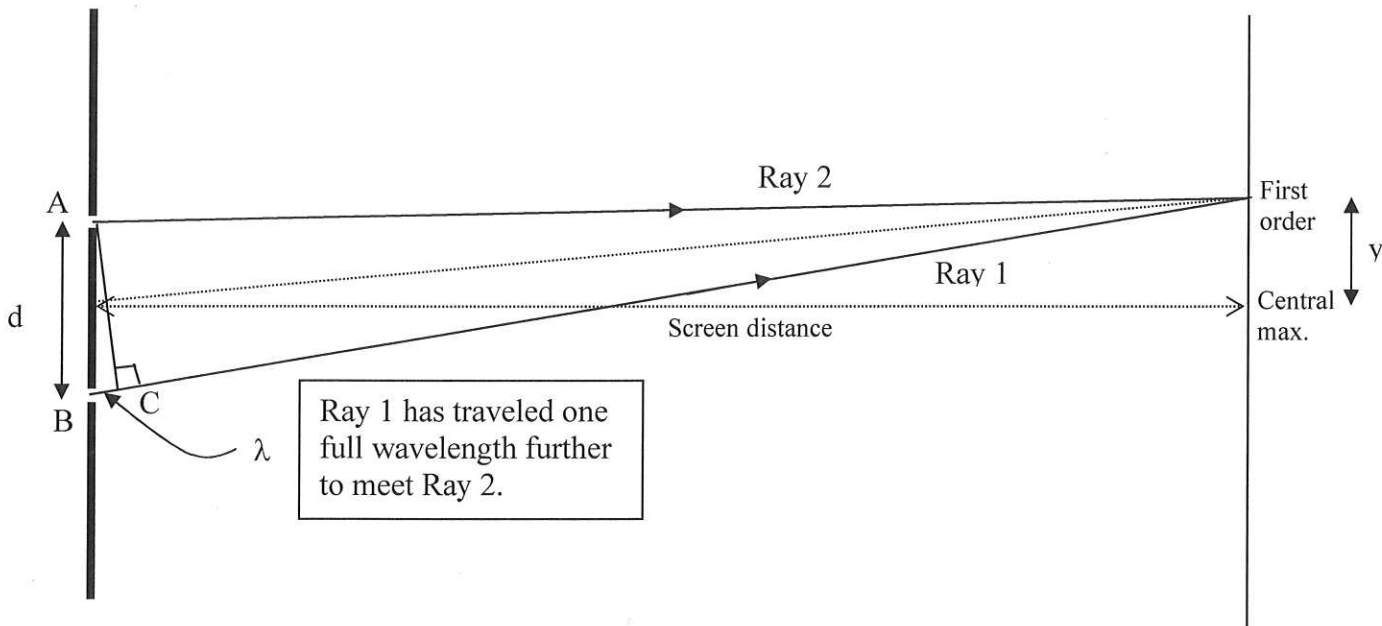 Ray 2
A
First
order
Ray 1
y
d
Central
max.
Screen distance
C
B
λ
Ray 1 has traveled one
full wavelength further
to meet Ray 2.